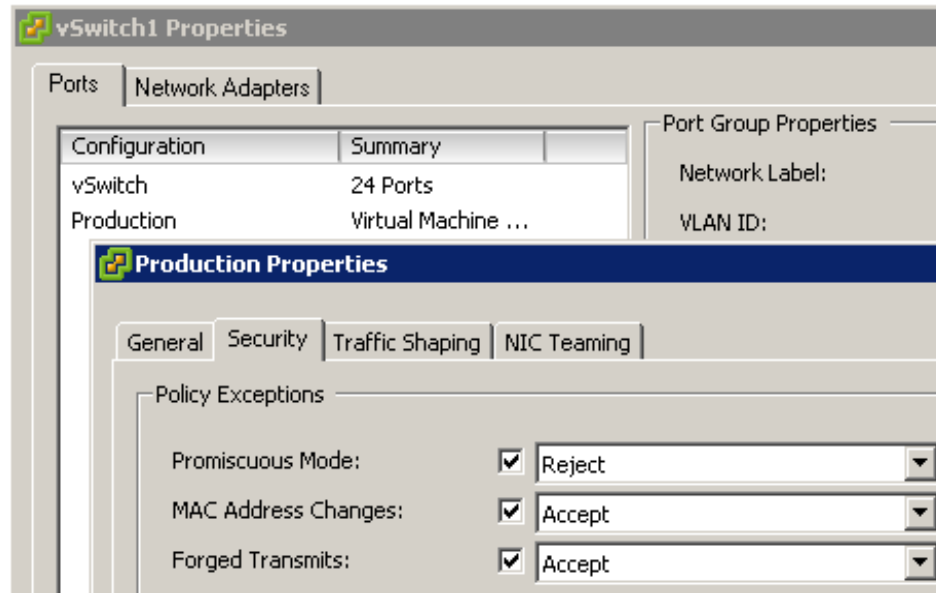 vSwitch1 Properties
Ports Network Adapters
Configuration Summary
vSwitch 24 Ports
Production Virtual Machine ...
Port Group Properties
Network Label:
VLAN ID:
Production Properties
General Security Traffic Shaping NIC Teaming
Policy Exceptions
Promiscuous Mode: Reject
MAC Address Changes: Accept
Forged Transmits: Accept